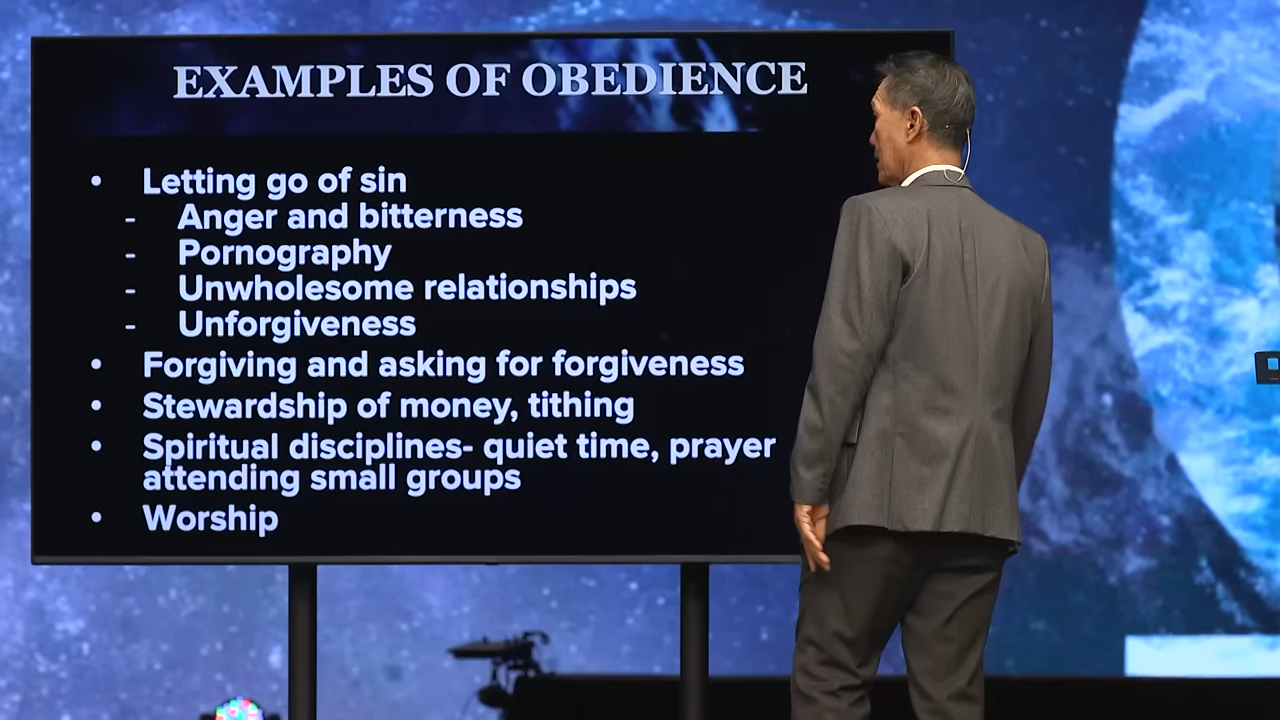 EXAMPLES OF OBEDIENCE
• Letting go of sin
- Anger and bitterness
- Pornography
- Unwholesome relationships
- Unforgiveness
• Forgiving and asking for forgiveness
• Stewardship of money, tithing
• Spiritual disciplines- quiet time, prayer
attending small groups
• Worship